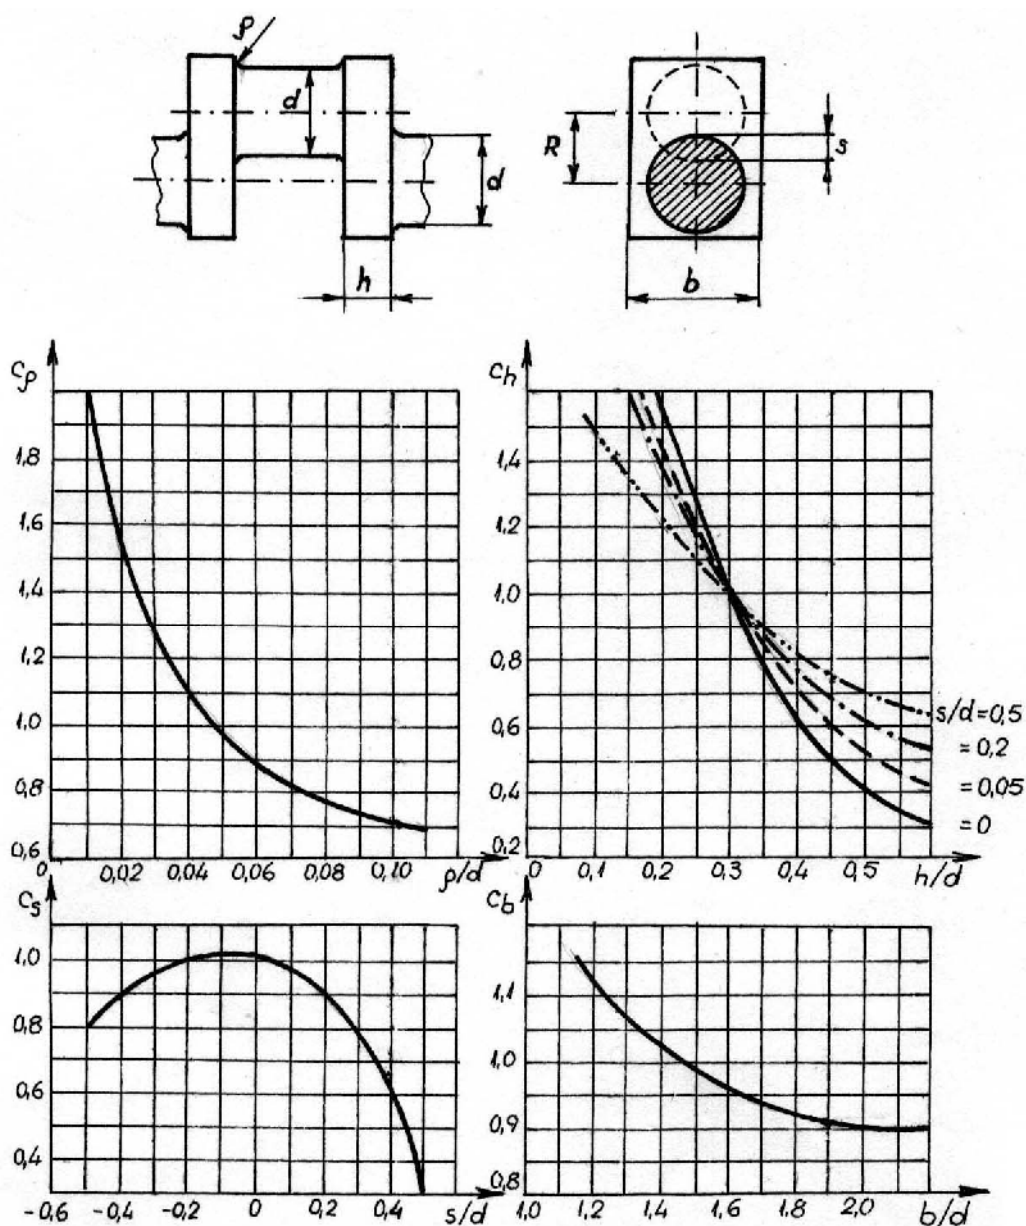 ρ
d
d
h
R
s
b
Cρ
1,8
1,6
1,4
1,2
1,0
0,8
0,6
0 0,02 0,04 0,06 0,08 0,10 ρ/d
Ch
1,4
1,2
1,0
0,8
0,6
0,4
0,2
0 0,1 0,2 0,3 0,4 0,5 h/d
s/d=0,5
=0,2
=0,05
=0
Cs
1,0
0,8
0,6
0,4
-0,6 -0,4 -0,2 0 0,2 0,4 s/d
Cb
1,1
1,0
0,9
0,8
1,0 1,2 1,4 1,6 1,8 2,0 b/d